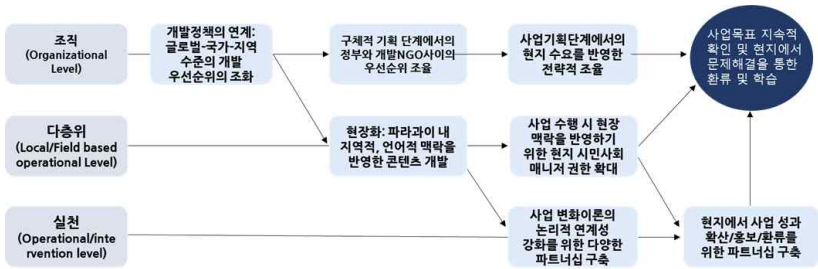 조직
(Organizational
Level)
개발정책의 연계:
글로벌-국가-지역
수준의 개발
우선순위의 조화
구체적 기획 단계에서의
정부와 개발NGO사이의
우선순위 조율
사업기획단계에서의
현지 수요를 반영한
전략적 조율
사업목표 지속적
확인 및 현지에서
문제해결을 통한
환류 및 학습
다층위
(Local/Field based
operational Level)
현장화: 파라과이 내
지역적, 언어적 맥락을
반영한 콘텐츠 개발
사업 수행 시 현장
맥락을 반영하기
위한 현지 시민사회
매니저 권한 확대
실천
(Operational/inte
rvention level)
사업 변화이론의
논리적 연계성
강화를 위한 다양한
파트너십 구축
현지에서 사업 성과
확산/홍보/환류를
위한 파트너십 구축